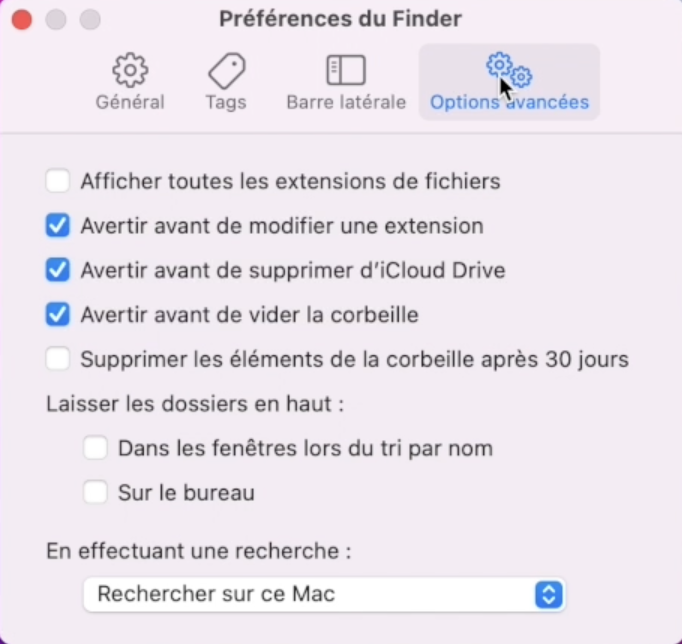 Préférences du Finder
Général Tags Barre latérale Options avancées
Afficher toutes les extensions de fichiers
Avertir avant de modifier une extension
Avertir avant de supprimer d'iCloud Drive
Avertir avant de vider la corbeille
Supprimer les éléments de la corbeille après 30 jours
Laisser les dossiers en haut :
Dans les fenêtres lors du tri par nom
Sur le bureau
En effectuant une recherche :
Rechercher sur ce Mac